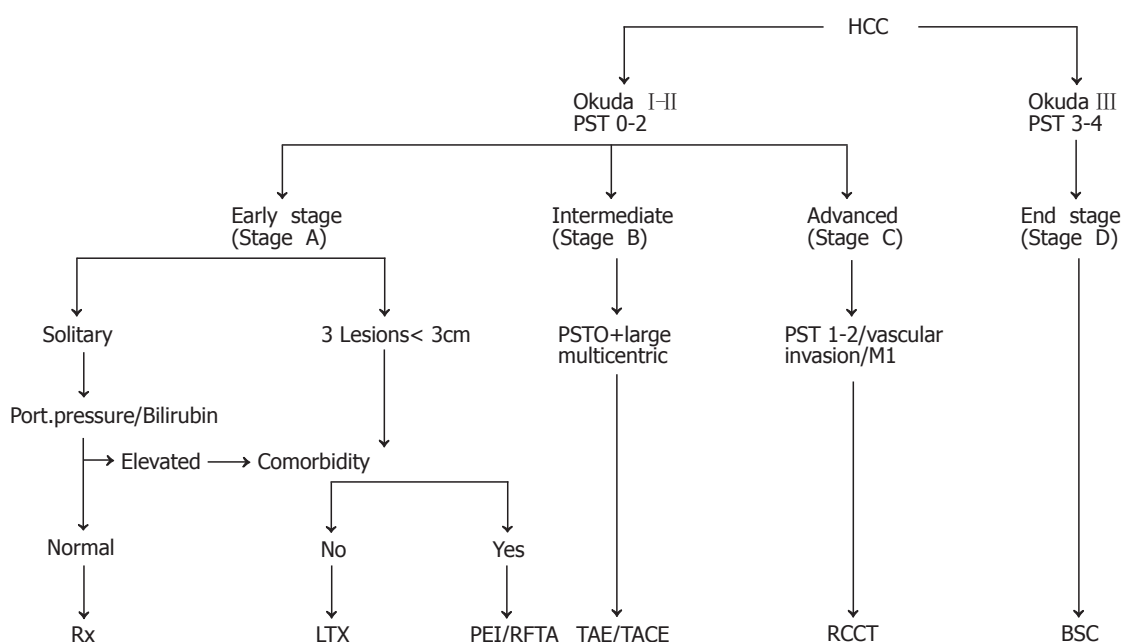 HCC
Okuda Ⅰ-Ⅱ
PST 0-2
Okuda Ⅲ
PST 3-4
Early stage
(Stage A)
Intermediate
(Stage B)
Advanced
(Stage C)
End stage
(Stage D)
Solitary
3 Lesions< 3cm
PSTO+large
multicentric
PST 1-2/vascular
invasion/M1
Port.pressure/Bilirubin
Elevated
Comorbidity
Normal
No
Yes
Rx
LTX
PEI/RFTA
TAE/TACE
RCCT
BSC